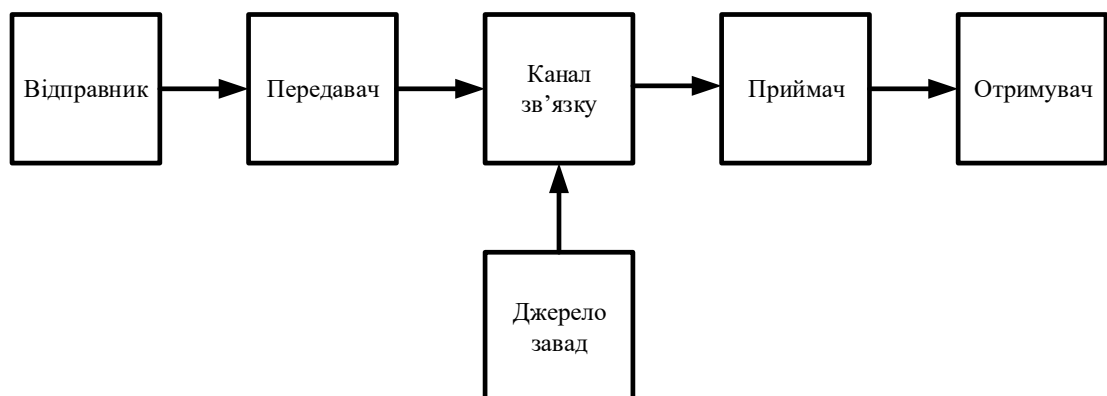 Відправник
Передавач
Канал
зв’язку
Приймач
Отримувач
Джерело
завад